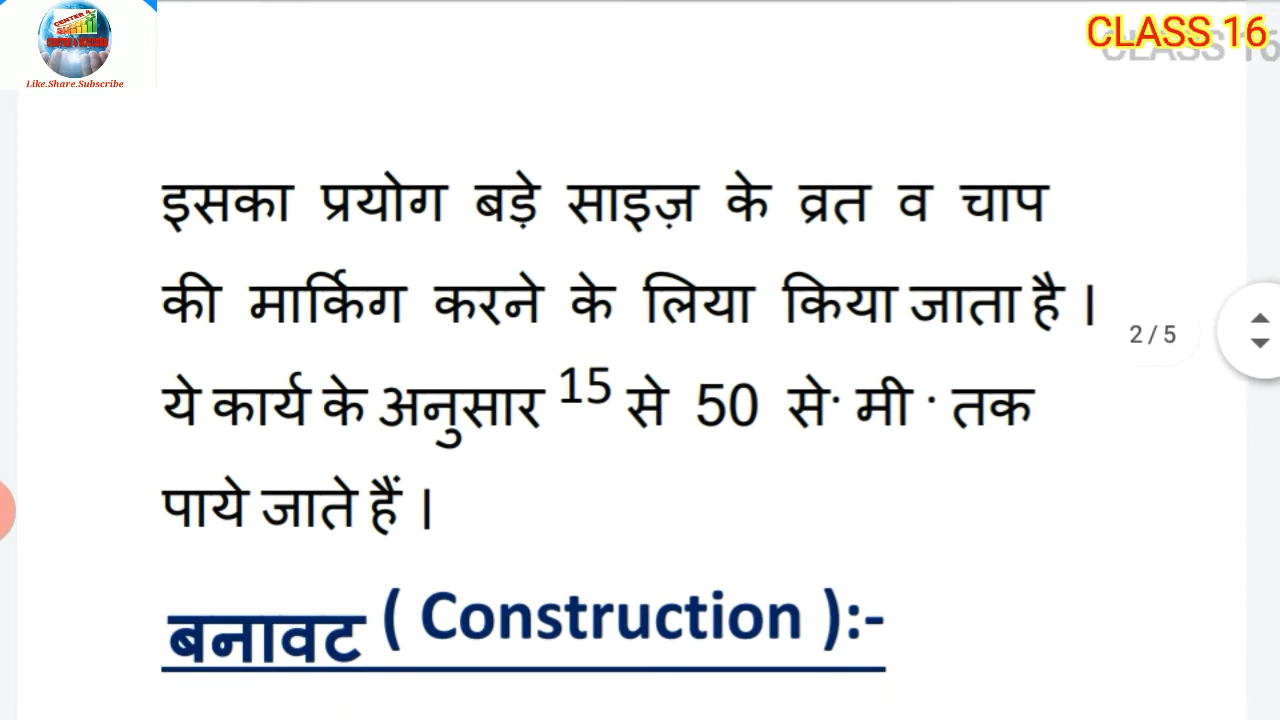 CLASS 16
Like.Share.Subscribe
इसका प्रयोग बड़े साइज़ के व्रत व चाप
की मार्किग करने के लिया किया जाता है ।
2 / 5
ये कार्य के अनुसार 15 से 50 से· मी · तक
पाये जाते हैं ।
बनावट ( Construction ):-